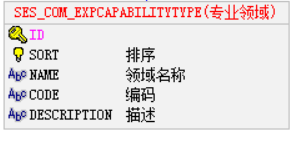 SES_COM_EXPCAPABILITYTYPE(专业领域)
ID
SORT 排序
NAME 领域名称
CODE 编码
DESCRIPTION 描述